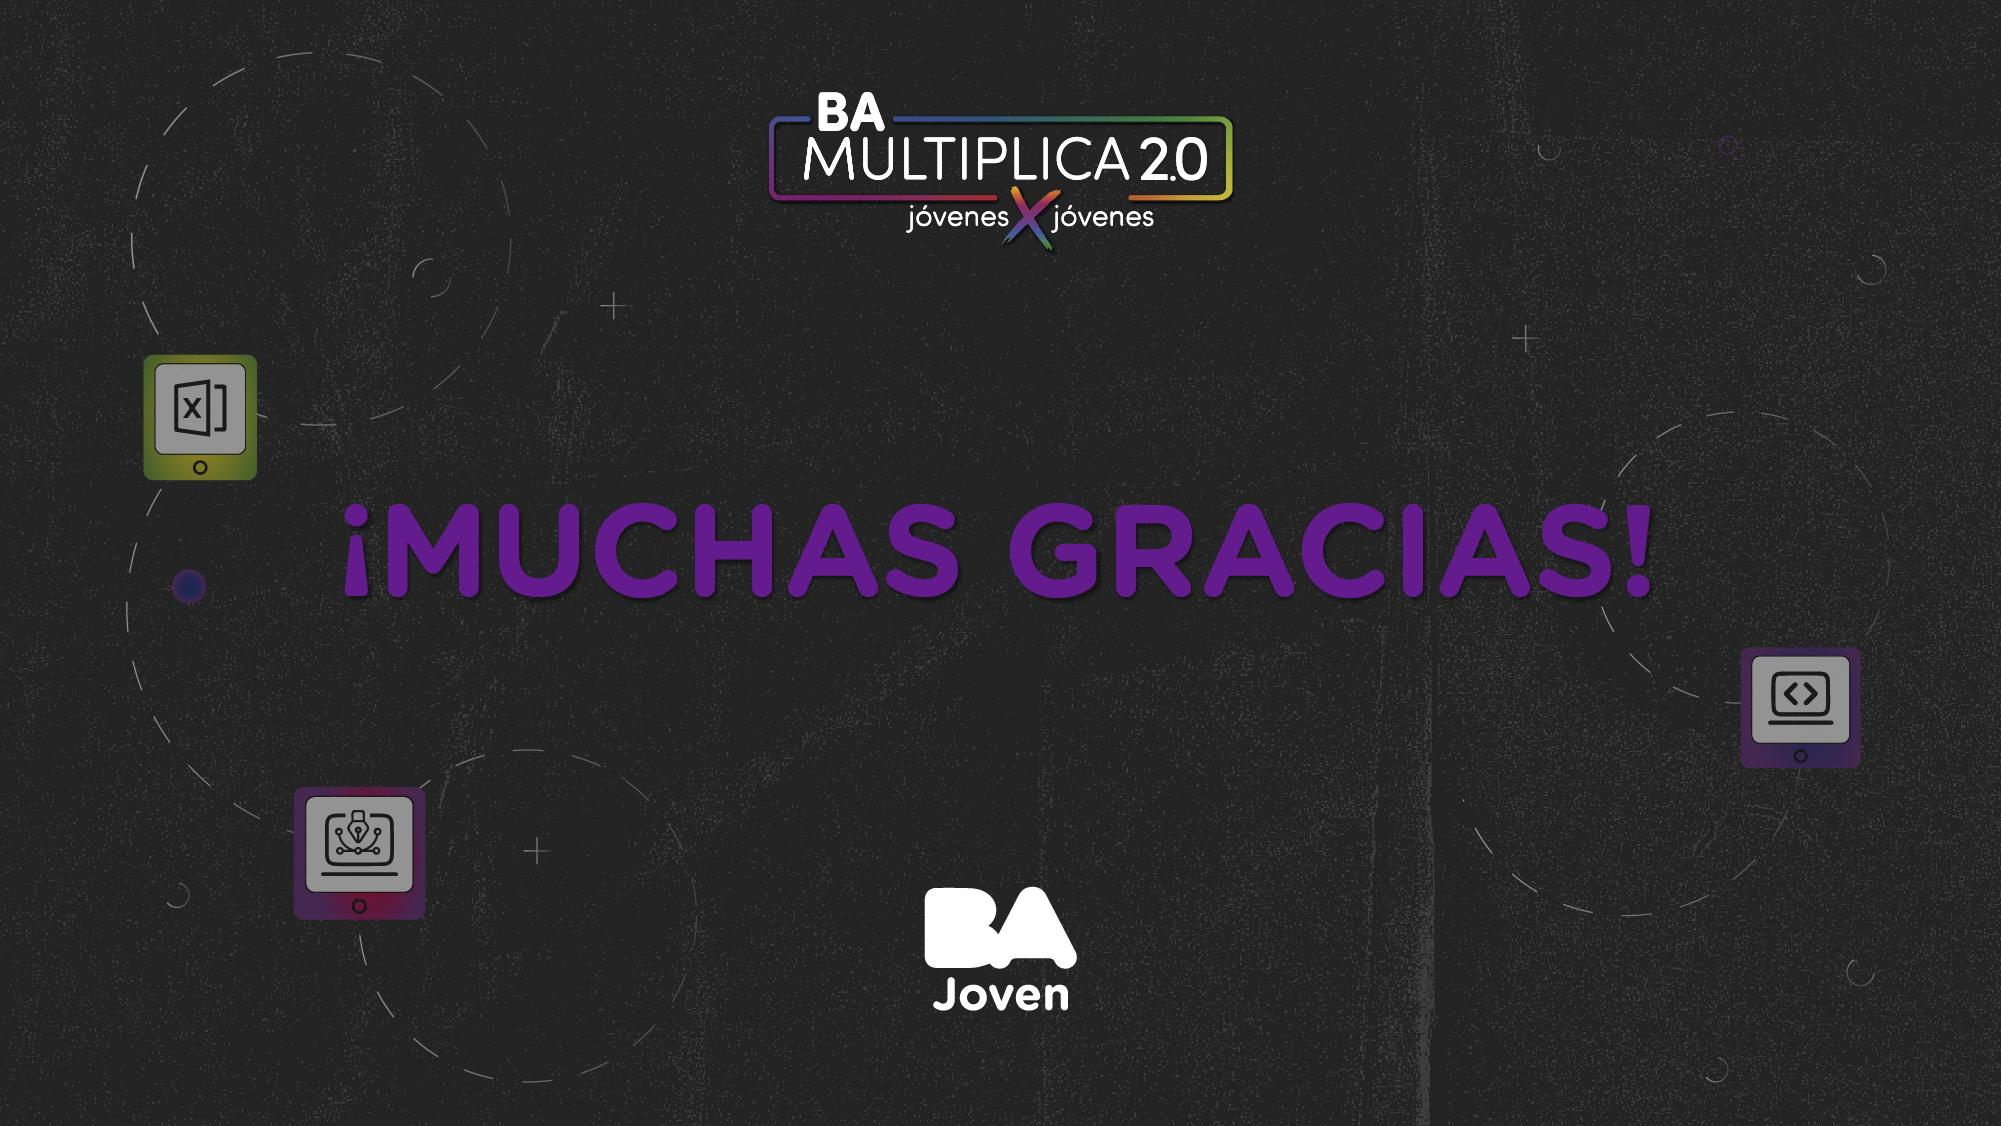 BA
MULTIPLICA 2.0
jóvenes X jóvenes
X
¡MUCHAS GRACIAS!
BA
Joven